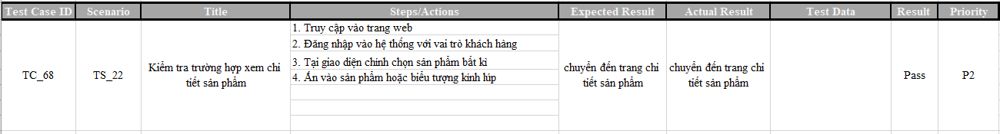 Test Case ID Scenario Title Steps/Actions Expected Result Actual Result Test Data Result Priority
1. Truy cập vào trang web
2. Đăng nhập vào hệ thống với vai trò khách hàng
3. Tại giao diện chính chọn sản phẩm bất kì
4. Ấn vào sản phẩm hoặc biểu tượng kính lúp
TC_68
TS_22
Kiểm tra trường hợp xem chi
tiết sản phẩm
chuyển đến trang chi
tiết sản phẩm
chuyển đến trang chi
tiết sản phẩm
Pass
P2